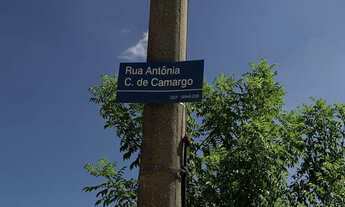 Rua Antônia
C. de Camargo